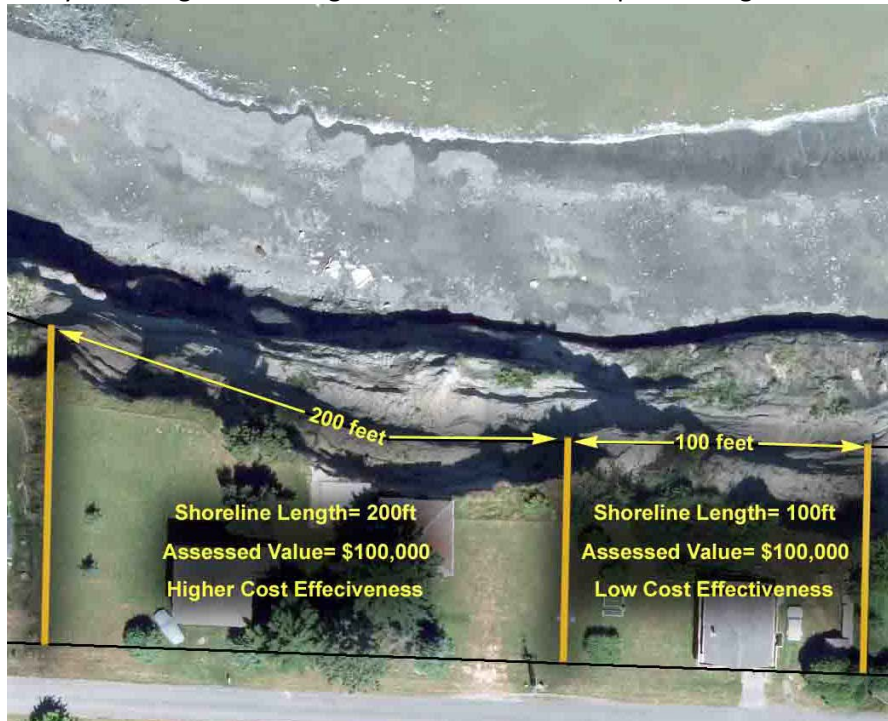 200 feet
100 feet
Shoreline Length= 200ft
Assessed Value= $100,000
Higher Cost Effeciveness
Shoreline Length= 100ft
Assessed Value= $100,000
Low Cost Effectiveness